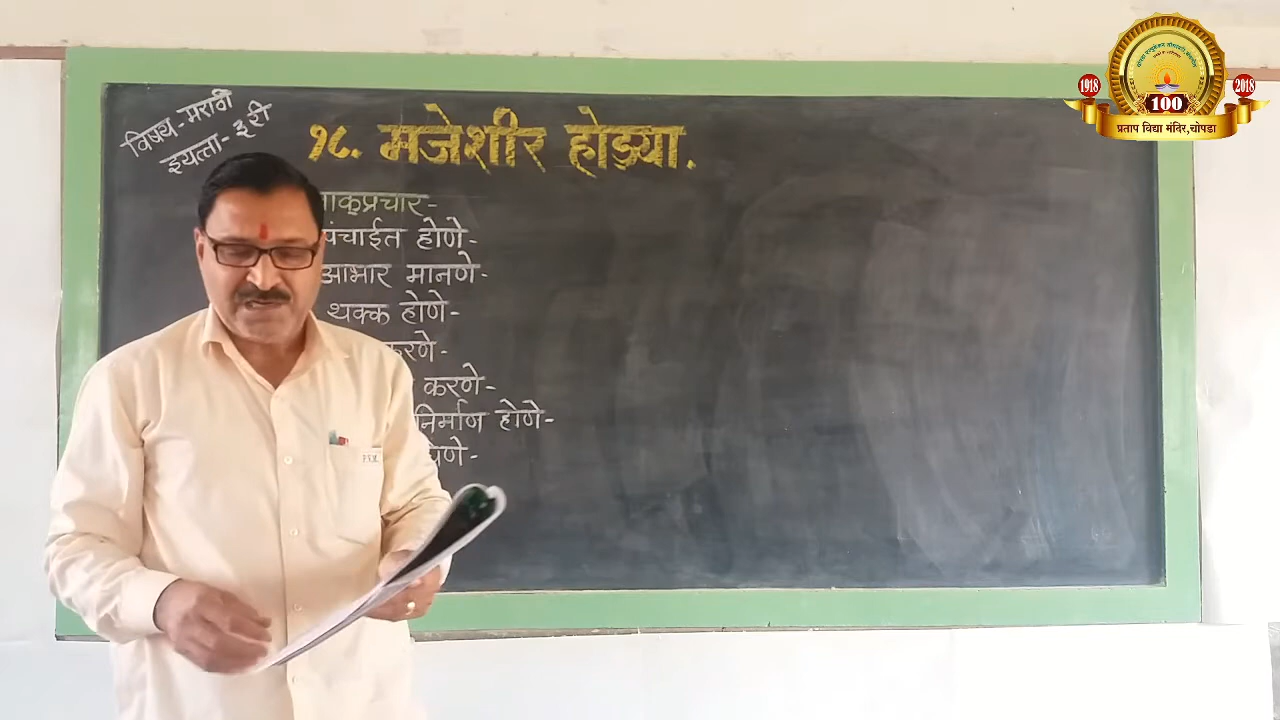 विषय-मराठी
इयत्ता-३री
१८. मजेशीर होड्या.
वाक्प्रचार-
पंचाईत होणे-
आभार मानणे-
थक्क होणे-
करणे-
करणे-
निर्माण होणे-
1918
2018
100
प्रताप विद्या मंदिर,चोपडा
P.V.M.